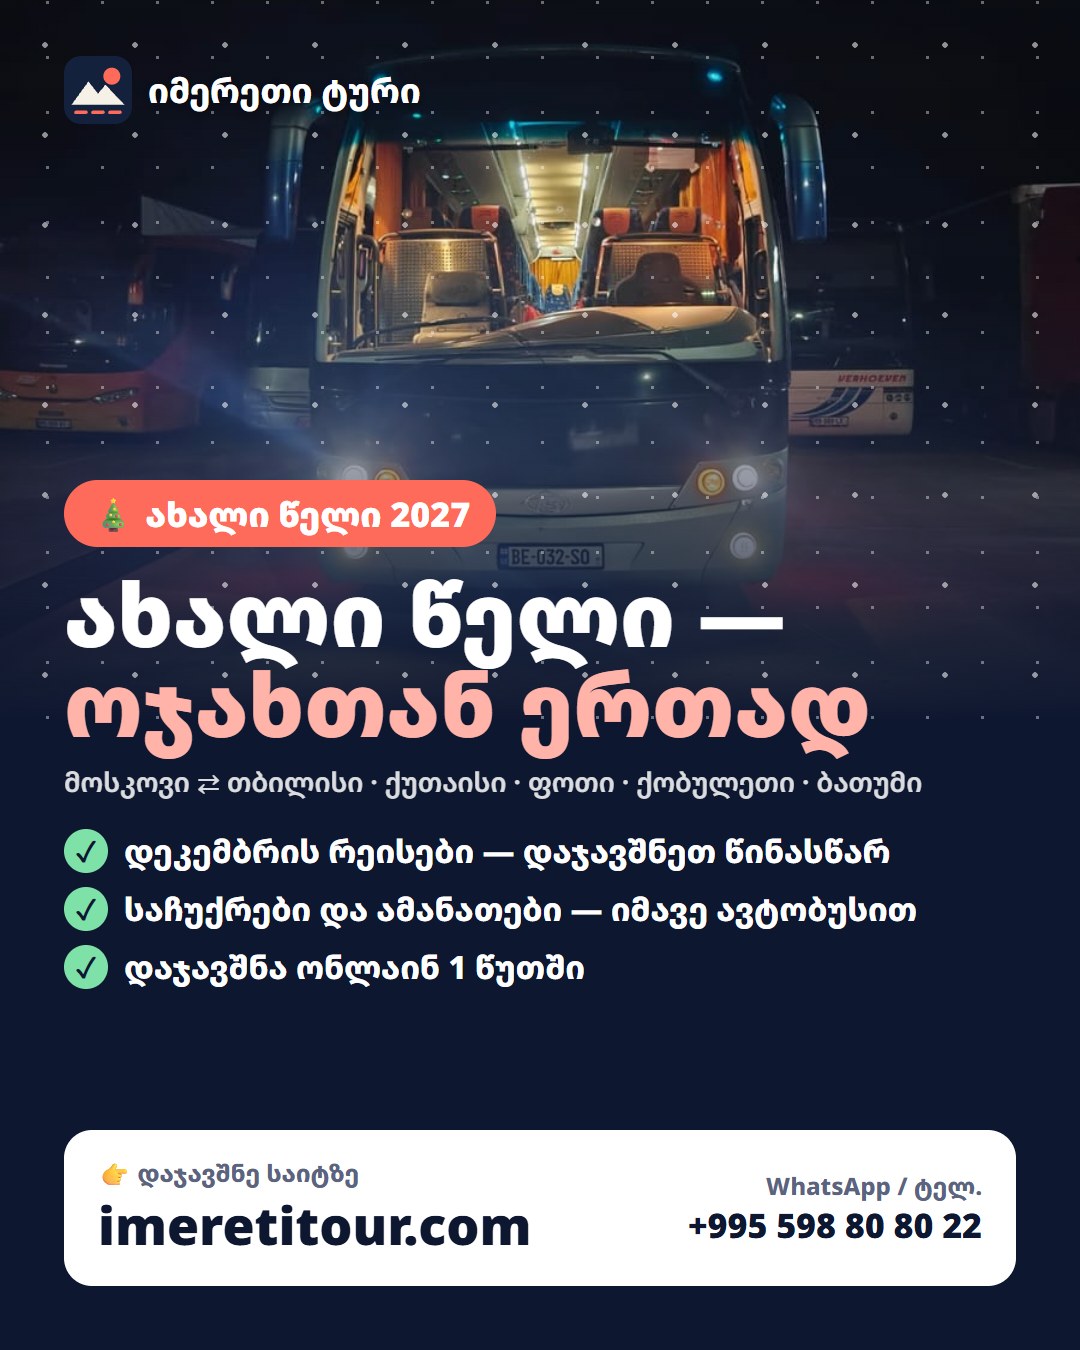 იმერეთი ტური
VERHOEVEN
🎄 ახალი წელი 2027
BE-032-SO
ახალი წელი —
ოჯახთან ერთად
მოსკოვი ⇄ თბილისი · ქუთაისი · ფოთი · ქობულეთი · ბათუმი
✓ დეკემბრის რეისები — დაჯავშნეთ წინასწარ
✓ საჩუქრები და ამანათები — იმავე ავტობუსით
✓ დაჯავშნა ონლაინ 1 წუთში
👉 დაჯავშნე საიტზე
imeretitour.com
WhatsApp / ტელ.
+995 598 80 80 22